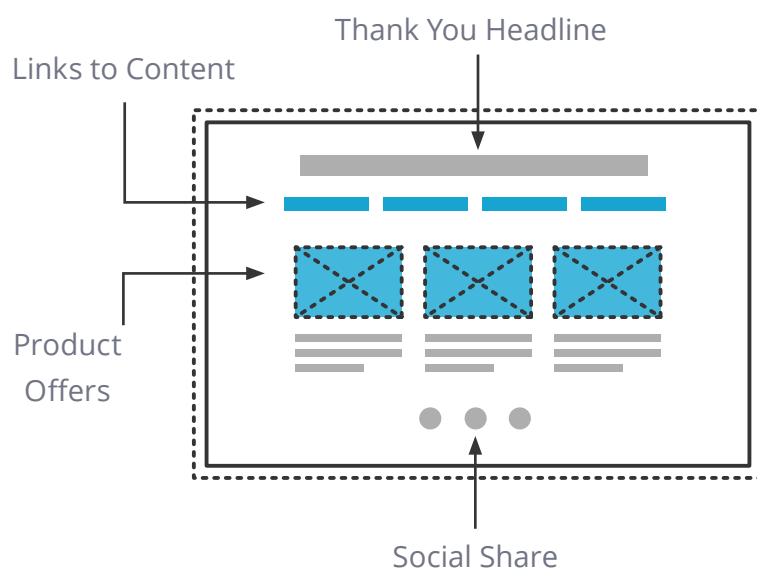 Thank You Headline
Links to Content
Product
Offers
Social Share